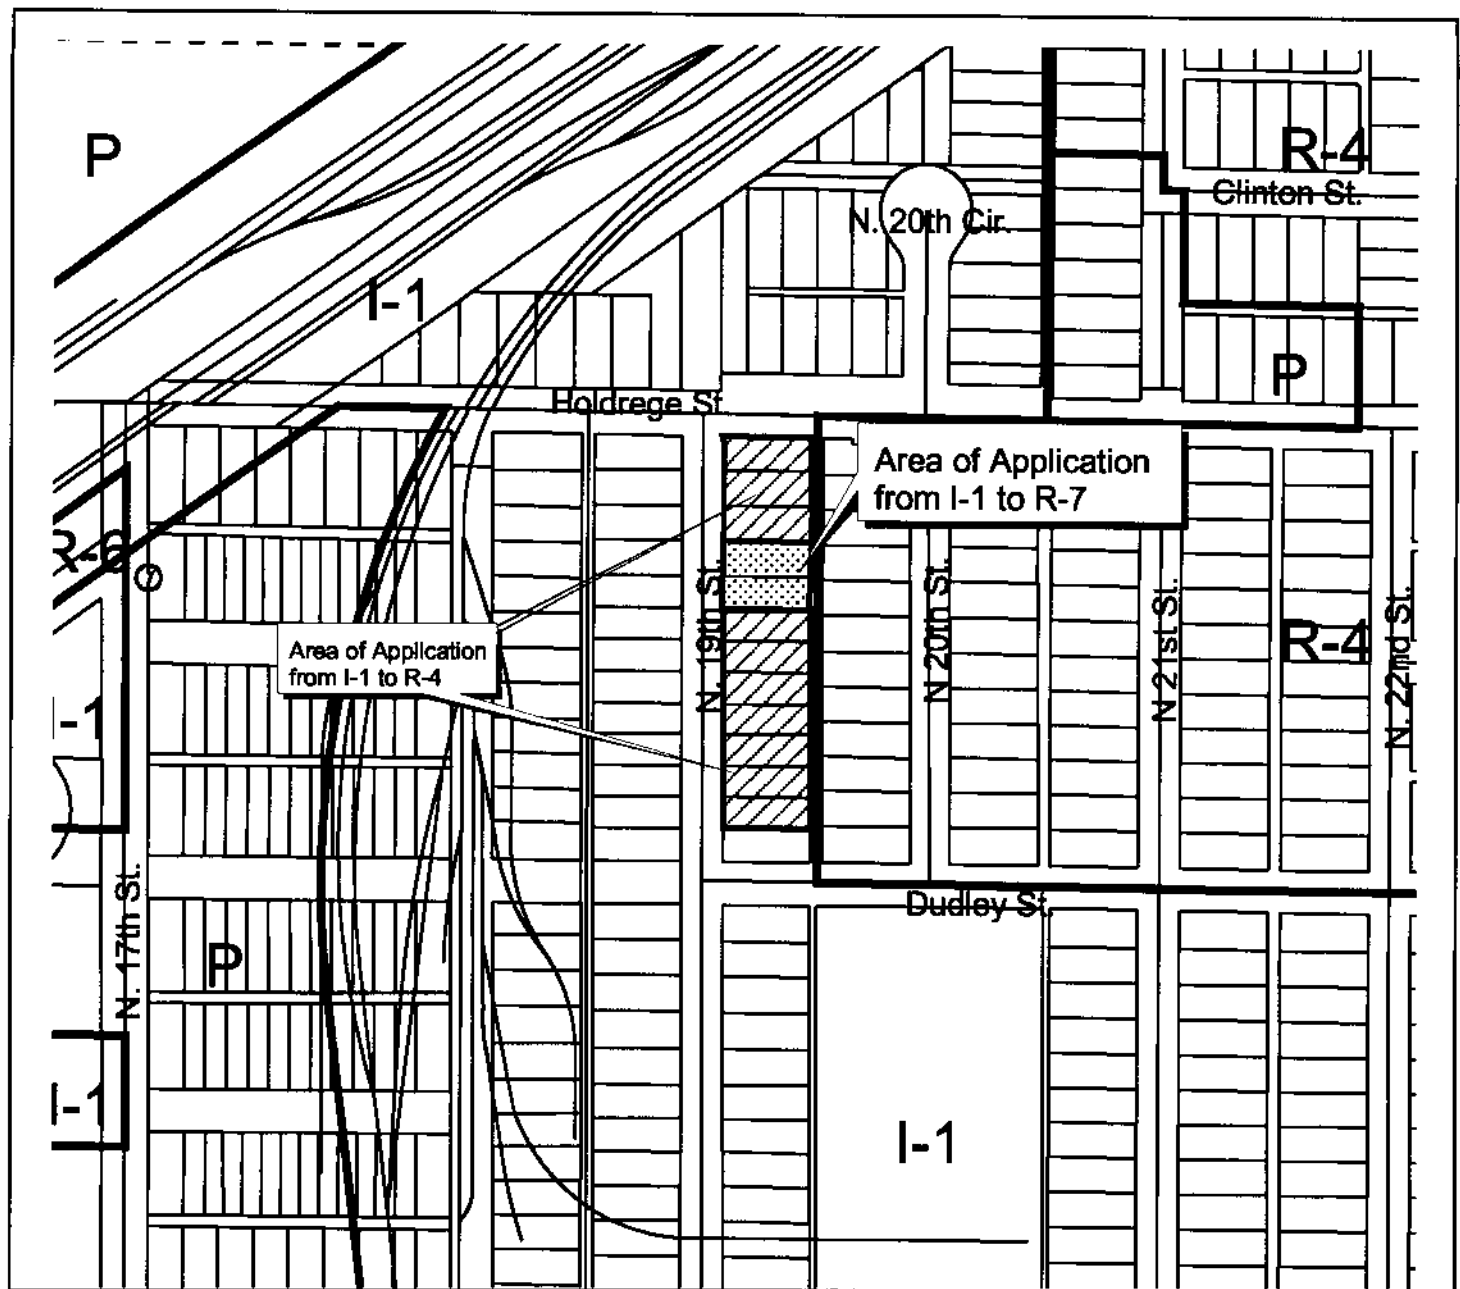 P
R-4
Clinton St.
N. 20th Cir.
I-1
P
Holdrege St
Area of Application
from I-1 to R-7
R-6
N. 19th St.
N 20th St.
N 21st St.
R-4
N. 22nd St.
Area of Application
from I-1 to R-4
I-1
Dudley St.
N. 17th St.
P
I-1
I-1